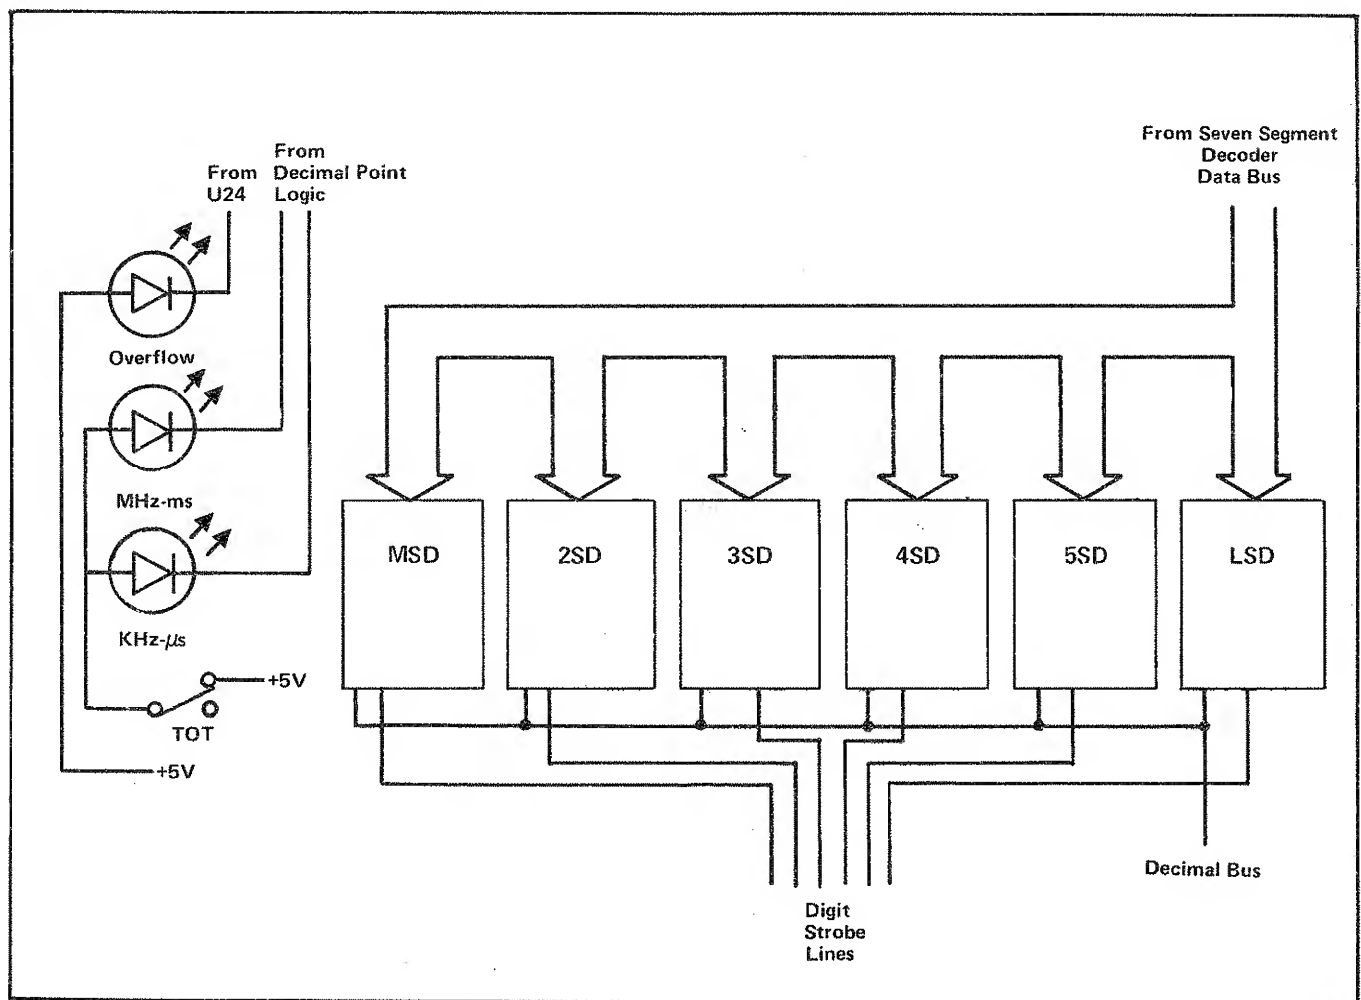 From
U24
From
Decimal Point
Logic
From Seven Segment
Decoder
Data Bus
Overflow
MHz-ms
KHz-µs
+5V
TOT
+5V
MSD
2SD
3SD
4SD
5SD
LSD
Decimal Bus
Digit
Strobe
Lines